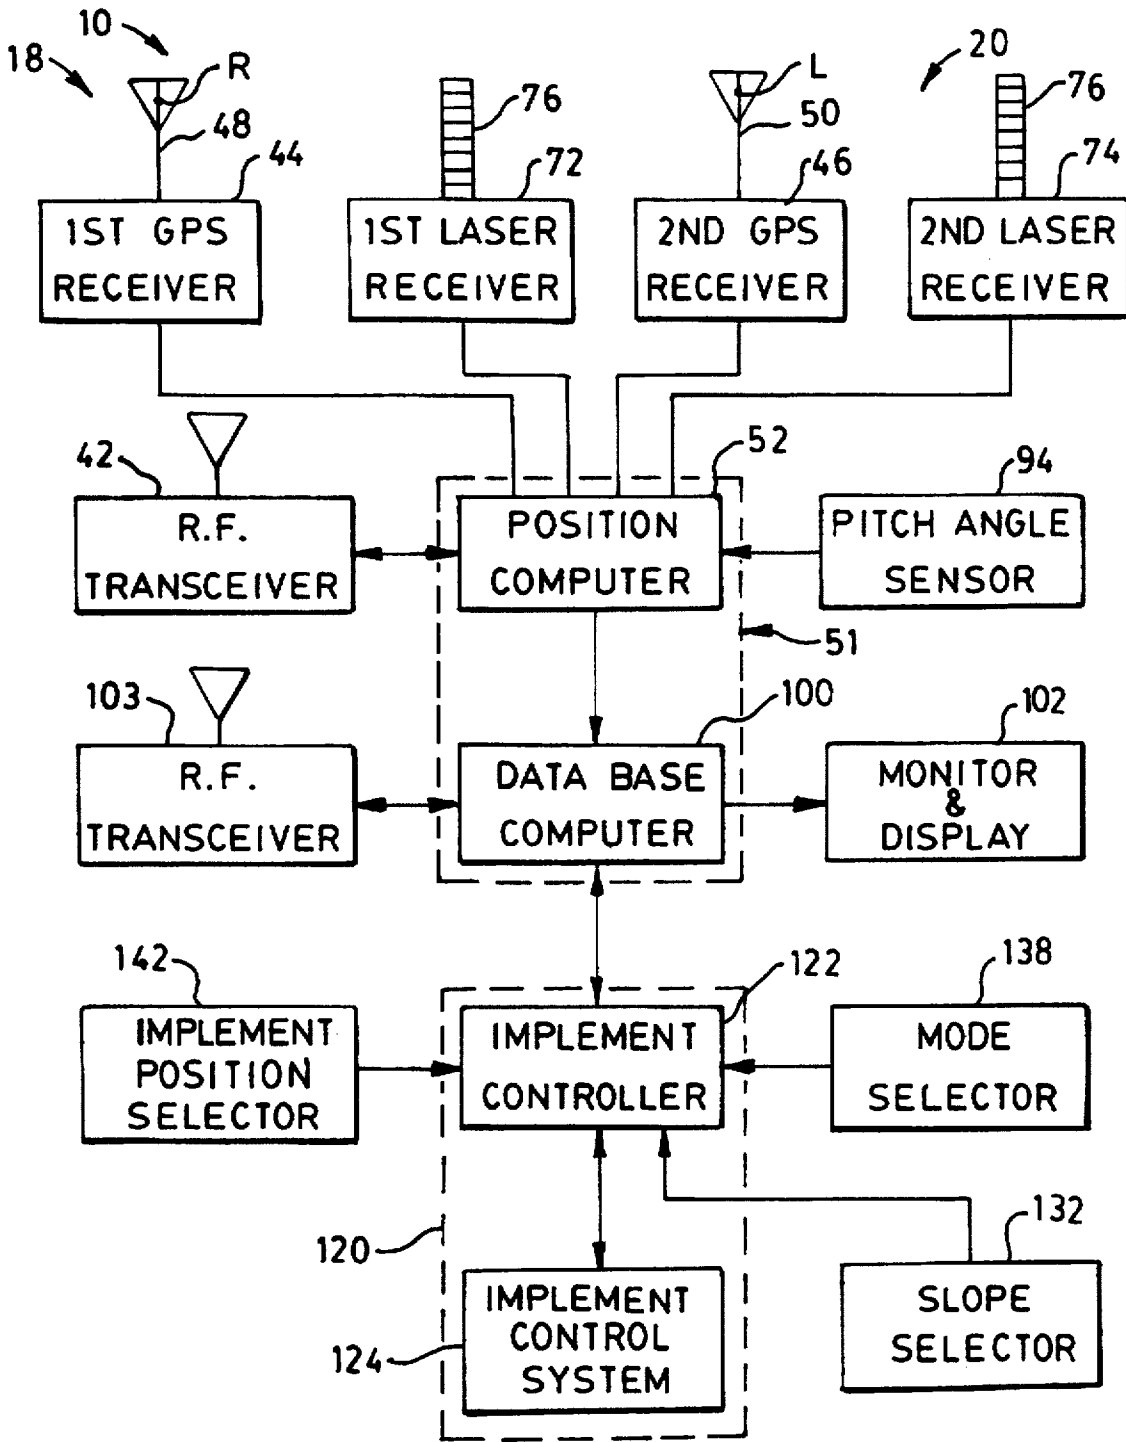 10
18
R
48
44
76
72
L
50
46
20
76
74
1ST GPS
RECEIVER
1ST LASER
RECEIVER
2ND GPS
RECEIVER
2ND LASER
RECEIVER
42
52
94
R.F.
TRANSCEIVER
POSITION
COMPUTER
PITCH ANGLE
SENSOR
51
103
100
102
R.F.
TRANSCEIVER
DATA BASE
COMPUTER
MONITOR
&
DISPLAY
142
122
138
IMPLEMENT
POSITION
SELECTOR
IMPLEMENT
CONTROLLER
MODE
SELECTOR
120
132
IMPLEMENT
CONTROL
SYSTEM
124
SLOPE
SELECTOR